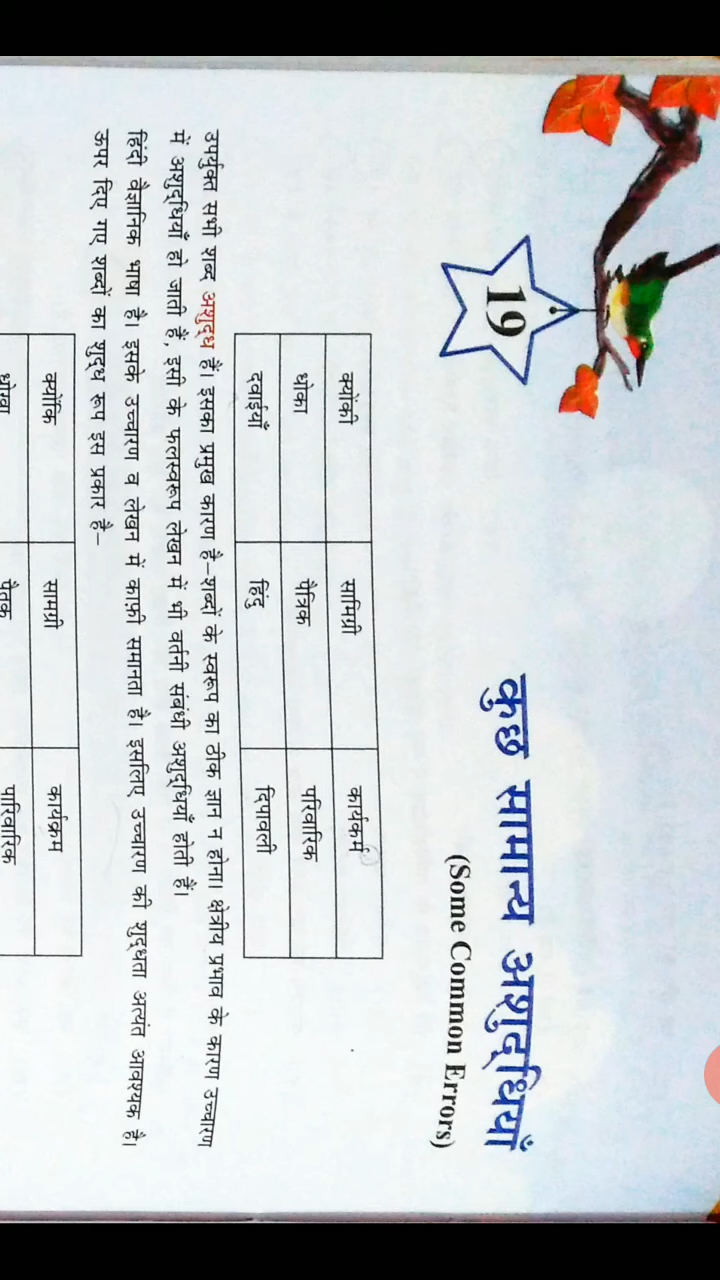 19
कुछ सामान्य अशुद्धियाँ
(Some Common Errors)
क्योंकी सामिग्री कार्यकर्म
धोका पैत्रिक परिवारिक
दवाईयाँ हिंदु दिपावली
उपर्युक्त सभी शब्द अशुद्ध हैं। इसका प्रमुख कारण है–शब्दों के स्वरूप का ठीक ज्ञान न होना। क्षेत्रीय प्रभाव के कारण उच्चारण
में अशुद्धियाँ हो जाती हैं, इसी के फलस्वरूप लेखन में भी वर्तनी संबंधी अशुद्धियाँ होती हैं।
हिंदी वैज्ञानिक भाषा है। इसके उच्चारण व लेखन में काफ़ी समानता है। इसलिए उच्चारण की शुद्धता अत्यंत आवश्यक है।
ऊपर दिए गए शब्दों का शुद्ध रूप इस प्रकार है–
क्योंकि सामग्री कार्यक्रम
धोखा पैतृक पारिवारिक